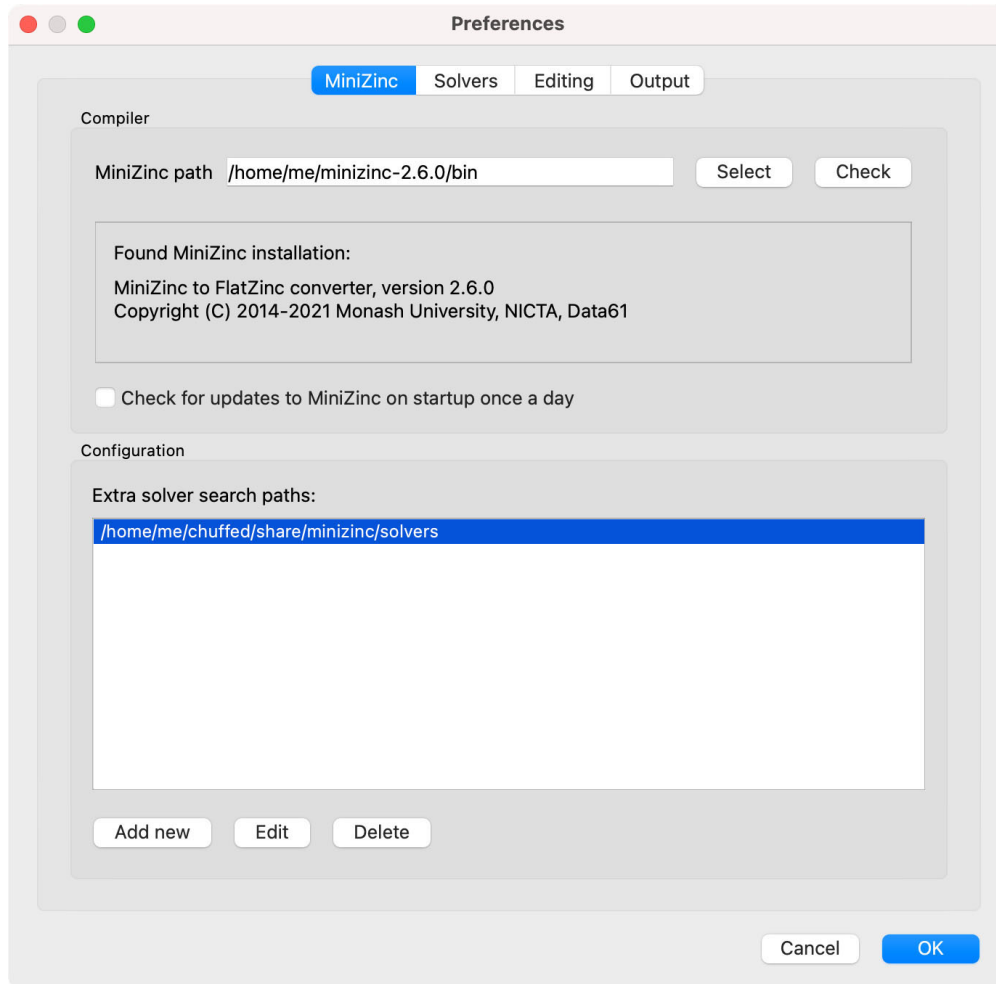 Preferences
MiniZinc Solvers Editing Output
Compiler
MiniZinc path /home/me/minizinc-2.6.0/bin Select Check
Found MiniZinc installation:
MiniZinc to FlatZinc converter, version 2.6.0
Copyright (C) 2014-2021 Monash University, NICTA, Data61
Check for updates to MiniZinc on startup once a day
Configuration
Extra solver search paths:
/home/me/chuffed/share/minizinc/solvers
Add new Edit Delete
Cancel OK